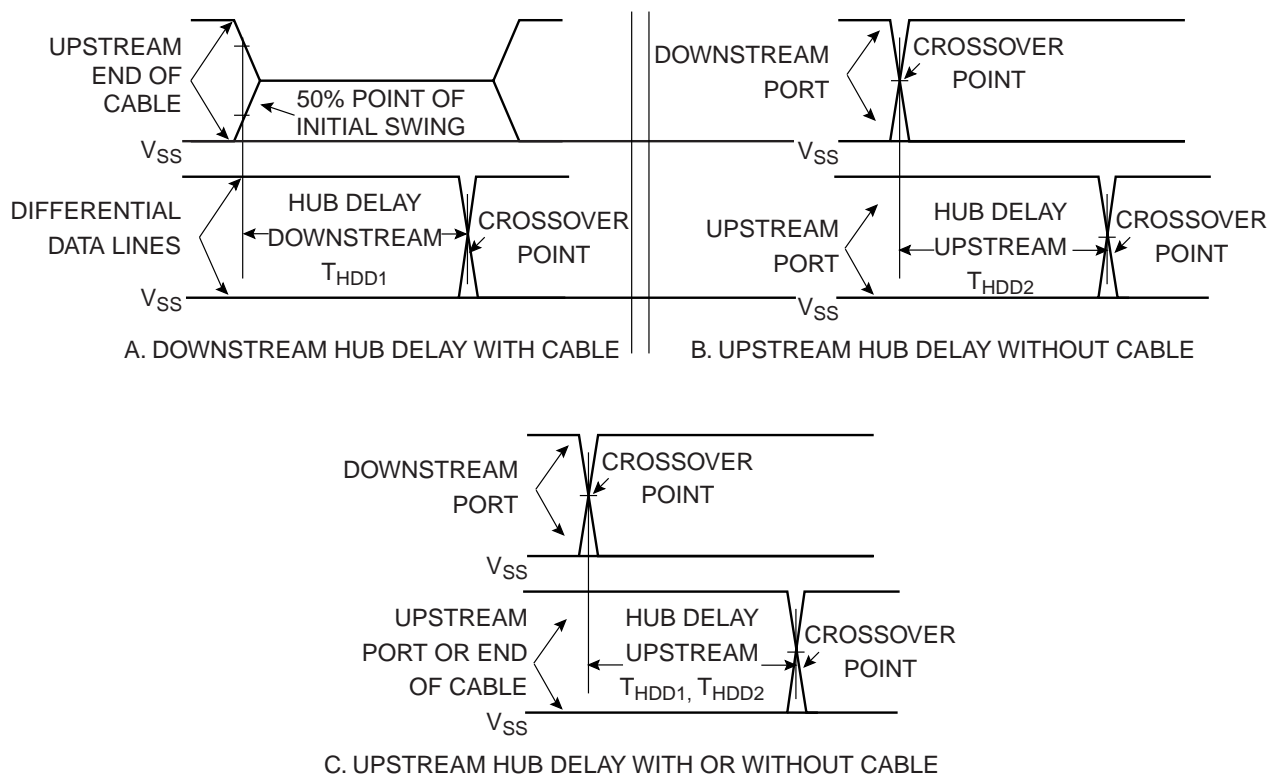 UPSTREAM
END OF
CABLE
50% POINT OF
INITIAL SWING
VSS
DIFFERENTIAL
DATA LINES
HUB DELAY
DOWNSTREAM
THDD1
CROSSOVER
POINT
VSS
A. DOWNSTREAM HUB DELAY WITH CABLE
DOWNSTREAM
PORT
CROSSOVER
POINT
VSS
UPSTREAM
PORT
HUB DELAY
UPSTREAM
THDD2
CROSSOVER
POINT
VSS
B. UPSTREAM HUB DELAY WITHOUT CABLE
DOWNSTREAM
PORT
CROSSOVER
POINT
VSS
UPSTREAM
PORT OR END
OF CABLE
HUB DELAY
UPSTREAM
THDD1, THDD2
CROSSOVER
POINT
VSS
C. UPSTREAM HUB DELAY WITH OR WITHOUT CABLE